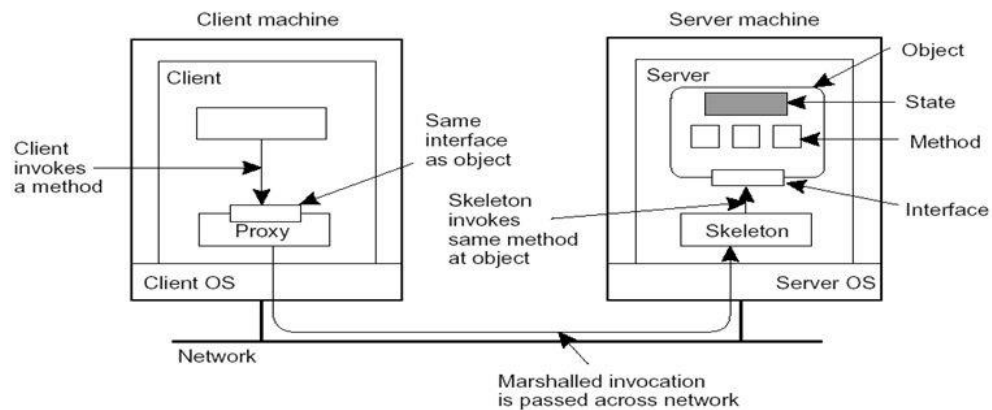 Client machine
Server machine
Client
Server
Object
State
Method
Interface
Client
invokes
a method
Same
interface
as object
Proxy
Skeleton
invokes
same method
at object
Skeleton
Client OS
Server OS
Network
Marshalled invocation
is passed across network